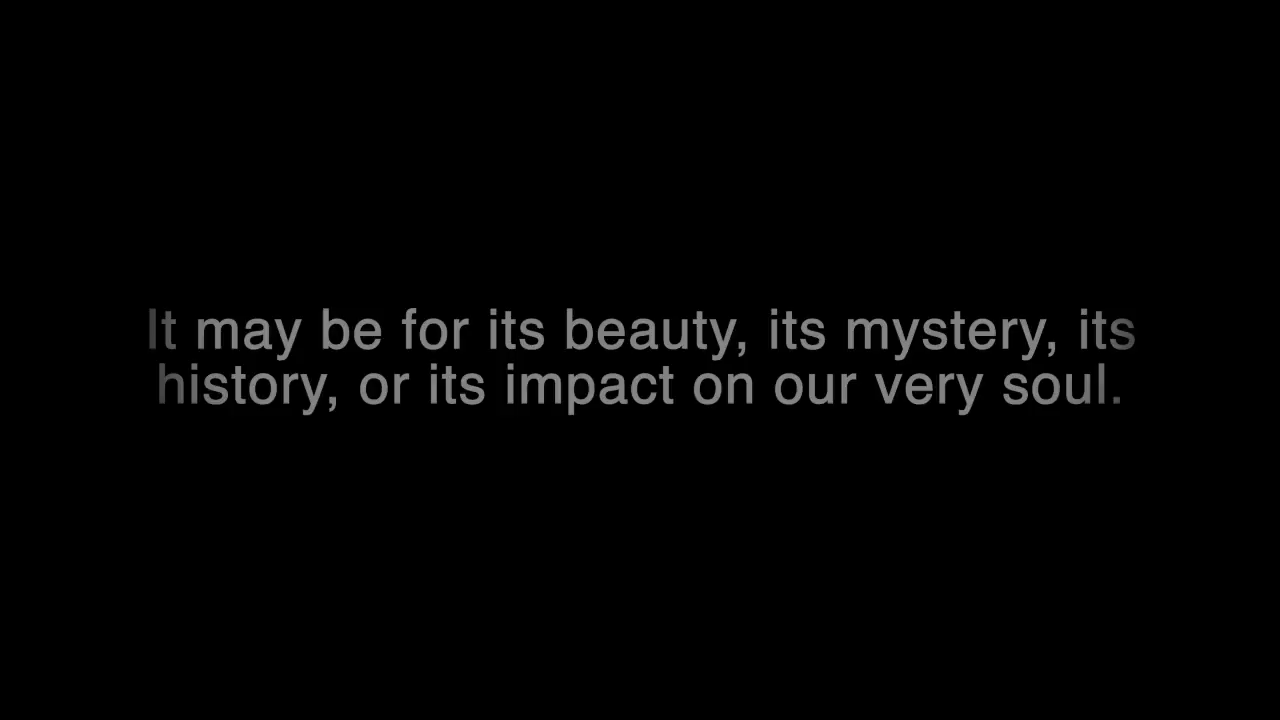 It may be for its beauty, its mystery, its
history, or its impact on our very soul.